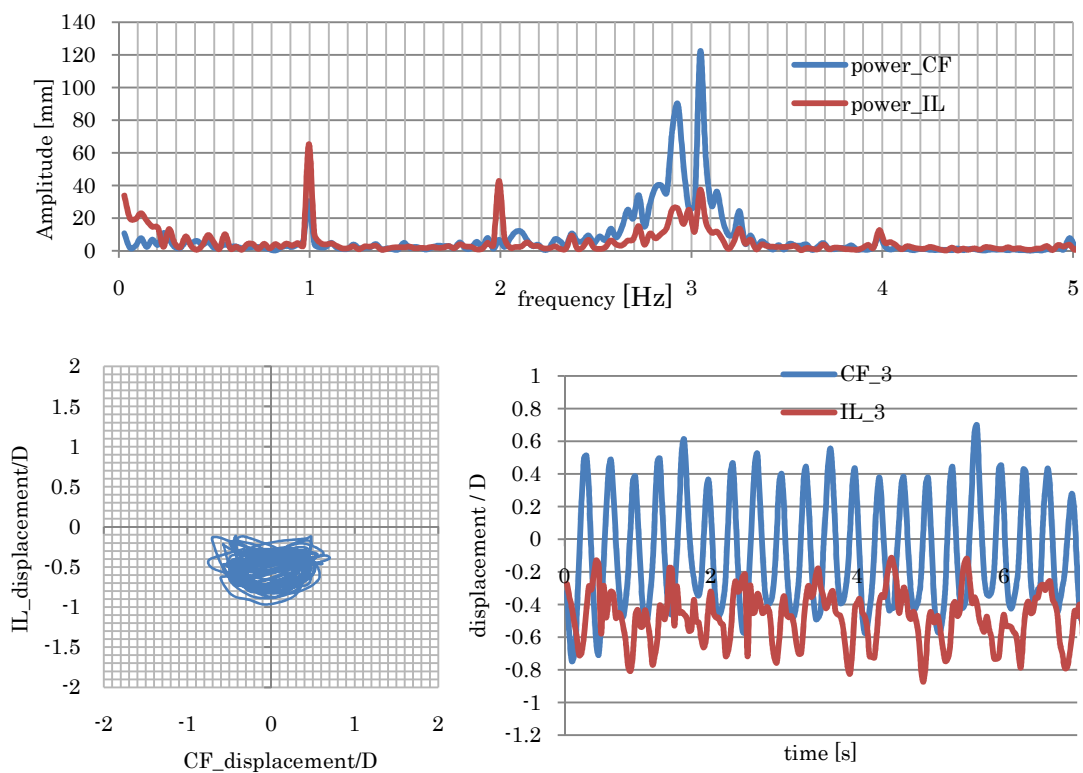 140
120
100
80
60
40
20
0
Amplitude [mm]
power_CF
power_IL
0 1 2 3 4 5
frequency [Hz]
2
1.5
1
0.5
0
-0.5
-1
-1.5
-2
IL_displacement/D
-2 -1 0 1 2
CF_displacement/D
1
0.8
0.6
0.4
0.2
0
-0.2
-0.4
-0.6
-0.8
-1
-1.2
displacement / D
CF_3
IL_3
0 2 4 6
time [s]